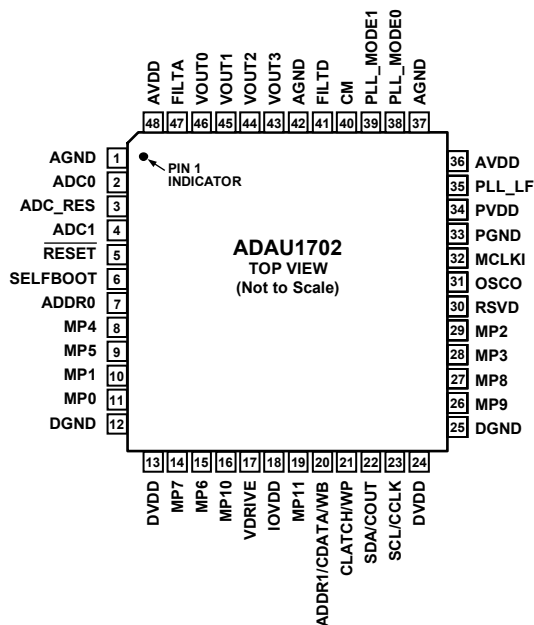 AVDD
FILTA
VOUT0
VOUT1
VOUT2
VOUT3
AGND
FILTD
CM
PLL_MODE1
PLL_MODE0
AGND
48 47 46 45 44 43 42 41 40 39 38 37
AGND 1
ADC0 2
ADC_RES 3
ADC1 4
RESET 5
SELFBOOT 6
ADDR0 7
MP4 8
MP5 9
MP1 10
MP0 11
DGND 12
PIN 1
INDICATOR
ADAU1702
TOP VIEW
(Not to Scale)
36 AVDD
35 PLL_LF
34 PVDD
33 PGND
32 MCLKI
31 OSCO
30 RSVD
29 MP2
28 MP3
27 MP8
26 MP9
25 DGND
13 14 15 16 17 18 19 20 21 22 23 24
DVDD
MP7
MP6
MP10
VDRIVE
IOVDD
MP11
ADDR1/CDATA/WB
CLATCH/WP
SDA/COUT
SCL/CCLK
DVDD